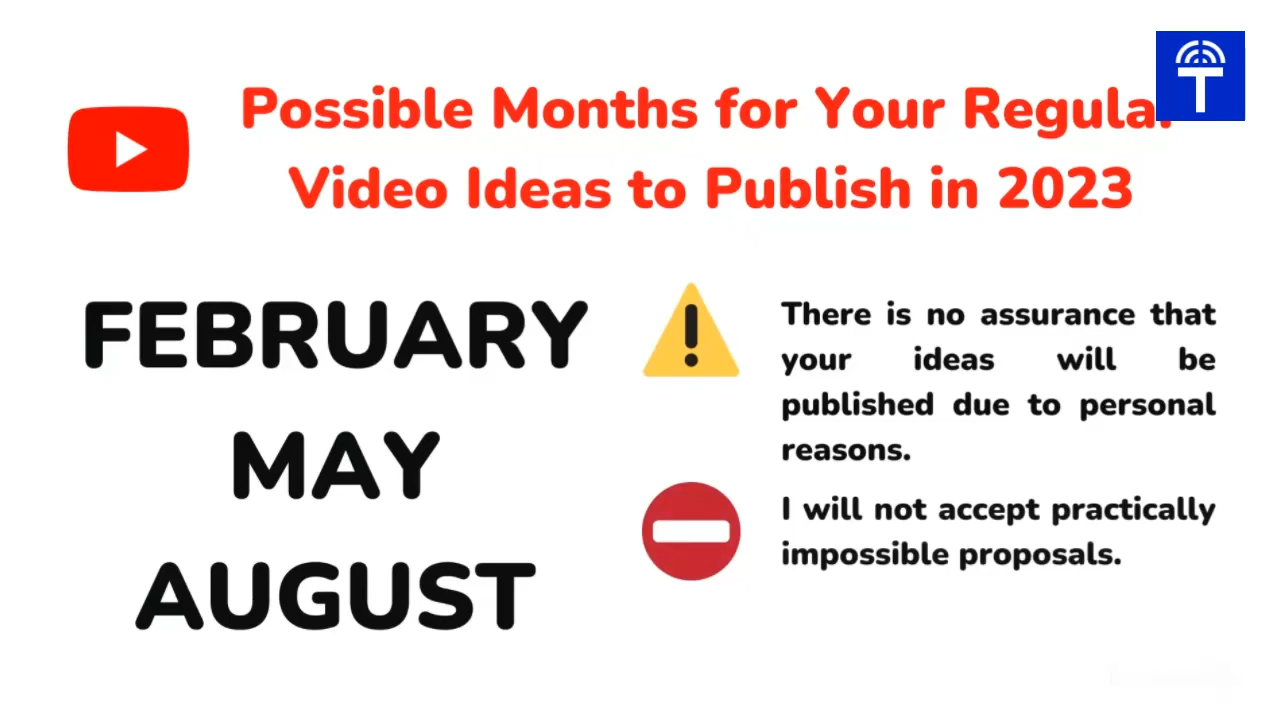 Possible Months for Your Regular
Video Ideas to Publish in 2023
FEBRUARY
MAY
AUGUST
There is no assurance that
your ideas will be
published due to personal
reasons.
I will not accept practically
impossible proposals.